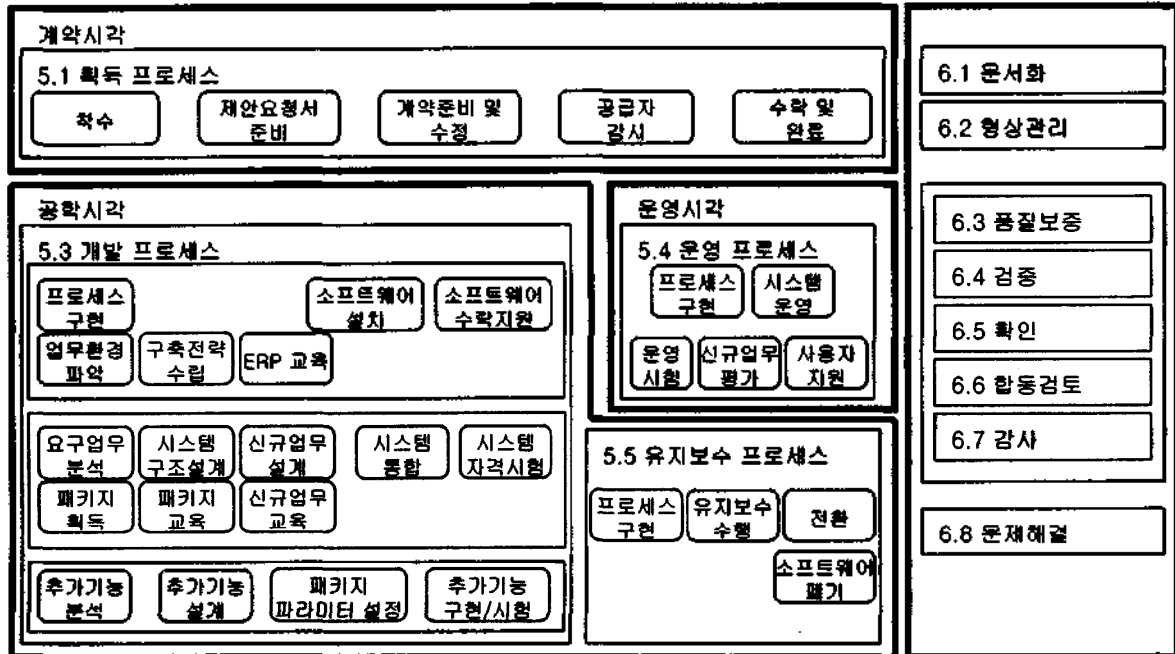 계약시각
5.1 획득 프로세스
착수
제안요청서
준비
계약준비 및
수정
공급자
감시
수락 및
완료
공학시각
5.3 개발 프로세스
프로세스
구현
소프트웨어
설치
소프트웨어
수락지원
업무환경
파악
구축전략
수립
ERP 교육
요구업무
분석
시스템
구조설계
신규업무
설계
시스템
통합
시스템
자격시험
패키지
획득
패키지
교육
신규업무
교육
추가기능
분석
추가기능
설계
패키지
파라미터 설정
추가기능
구현/시험
운영시각
5.4 운영 프로세스
프로세스
구현
시스템
운영
운영
시험
신규업무
평가
사용자
지원
5.5 유지보수 프로세스
프로세스
구현
유지보수
수행
전환
소프트웨어
폐기
6.1 문서화
6.2 형상관리
6.3 품질보증
6.4 검증
6.5 확인
6.6 합동검토
6.7 감사
6.8 문제해결